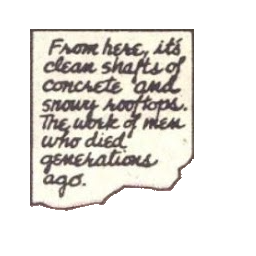 From here, it's
clean shafts of
concrete and
snowy rooftops.
The work of men
who died
generations
ago.